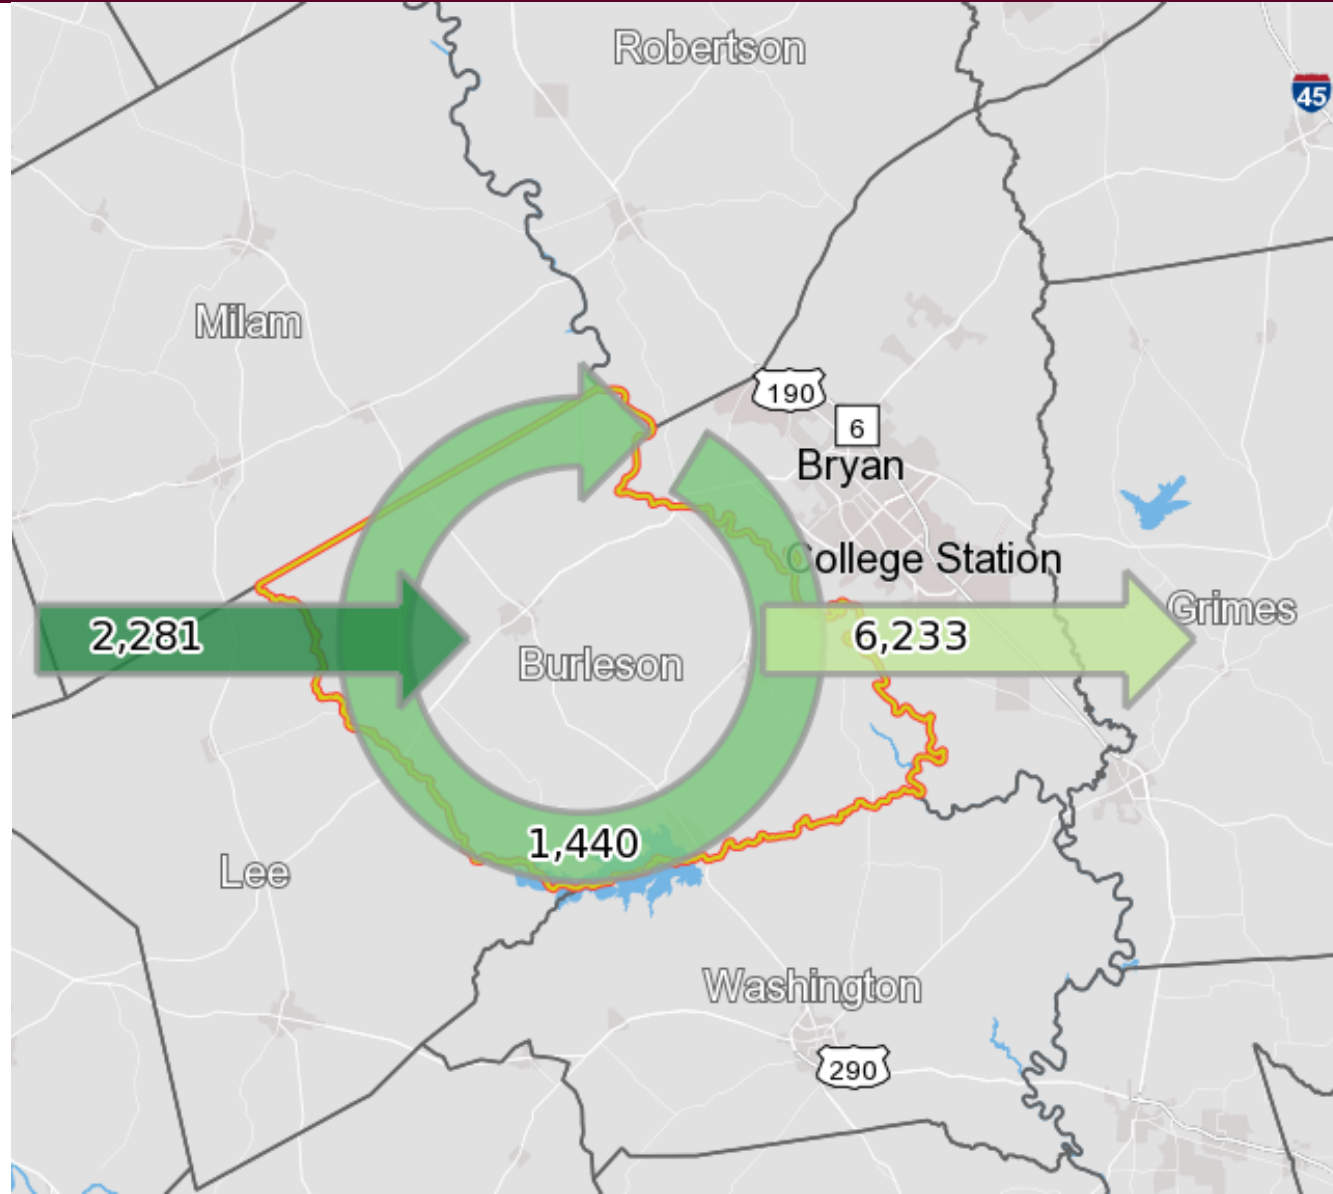 Robertson
45
Milam
190
6
Bryan
College Station
Grimes
2,281
6,233
Burleson
1,440
Lee
Washington
290